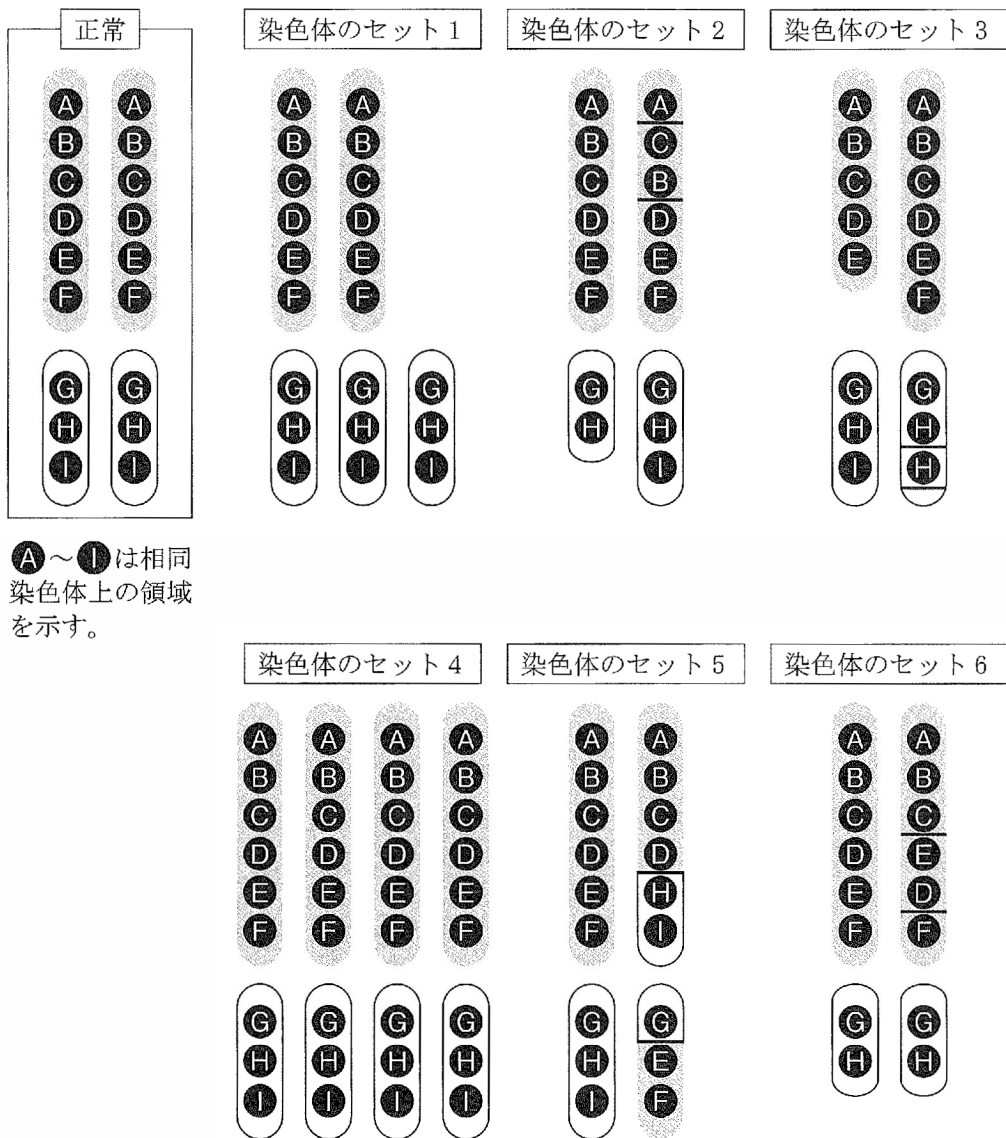 正常
A A
B B
C C
D D
E E
F F
G G
H H
I I
A～Iは相同
染色体上の領域
を示す。
染色体のセット1
A A
B B
C C
D D
E E
F F
G G G
H H H
I I I
染色体のセット2
A A
B C
C B
D D
E E
F F
G G
H H
I
染色体のセット3
A A
B B
C C
D D
E E
F
G G
H H
I H
染色体のセット4
A A A A
B B B B
C C C C
D D D D
E E E E
F F F F
G G G G
H H H H
I I I I
染色体のセット5
A A
B B
C C
D D
E H
F I
G G
H E
I F
染色体のセット6
A A
B B
C C
D E
E D
F F
G G
H H